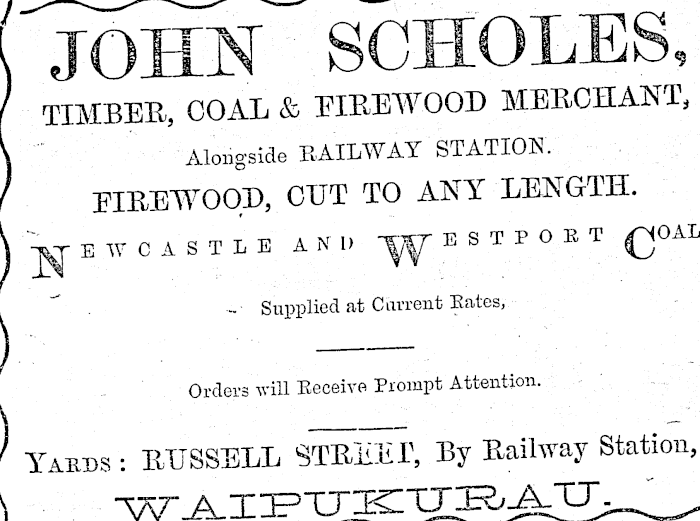 JOHN SCHOLES,
TIMBER, COAL & FIREWOOD MERCHANT,
Alongside RAILWAY STATION.
FIREWOOD, CUT TO ANY LENGTH.
NEWCASTLE AND WESTPORT COAL
Supplied at Current Rates,
Orders will Receive Prompt Attention.
YARDS: RUSSELL STREET, By Railway Station,
WAIPUKURAU.